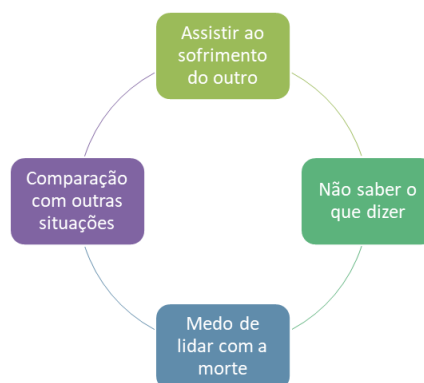 Assistir ao
sofrimento
do outro
Não saber o
que dizer
Medo de
lidar com a
morte
Comparação
com outras
situações